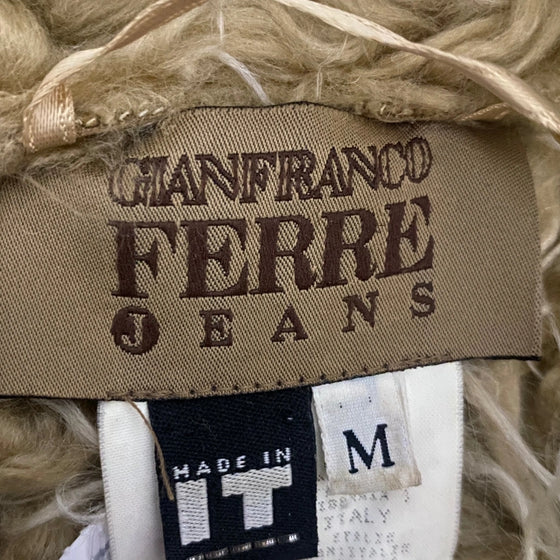 GIANFRANCO
FERRE
JEANS
MADE IN
IT
M
ITALY